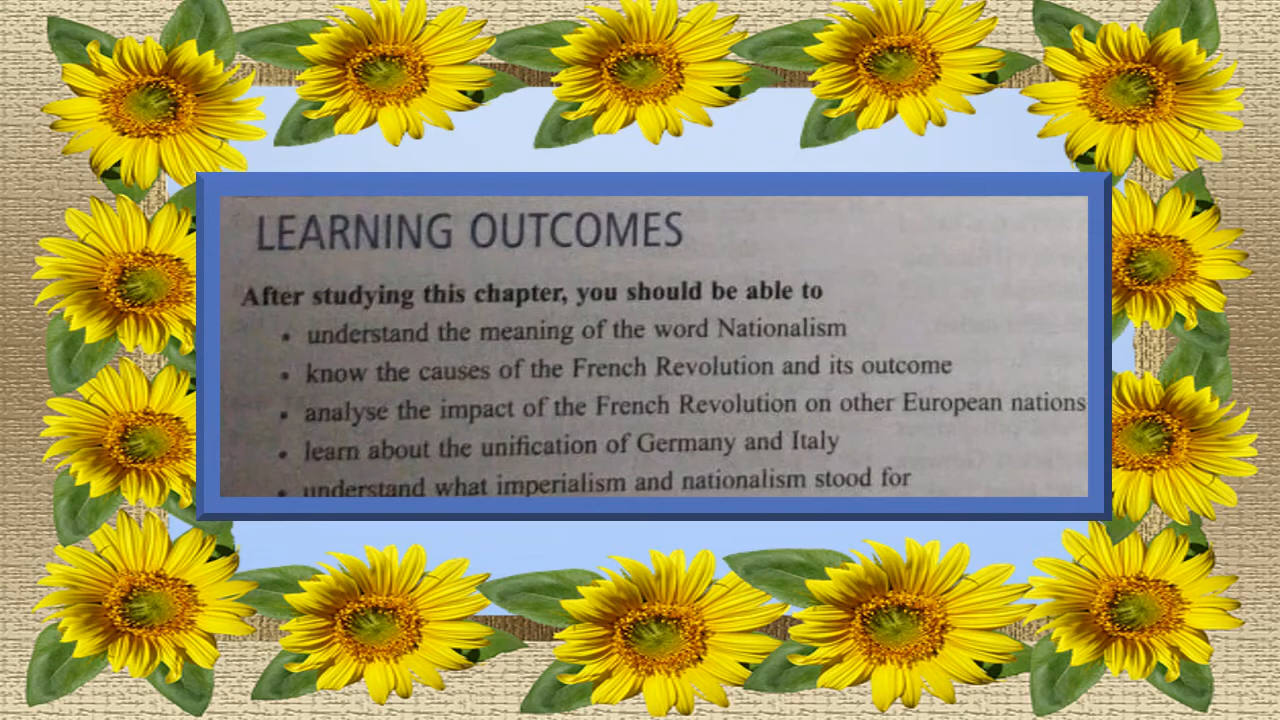 LEARNING OUTCOMES
After studying this chapter, you should be able to
• understand the meaning of the word Nationalism
• know the causes of the French Revolution and its outcome
• analyse the impact of the French Revolution on other European nations
• learn about the unification of Germany and Italy
• understand what imperialism and nationalism stood for